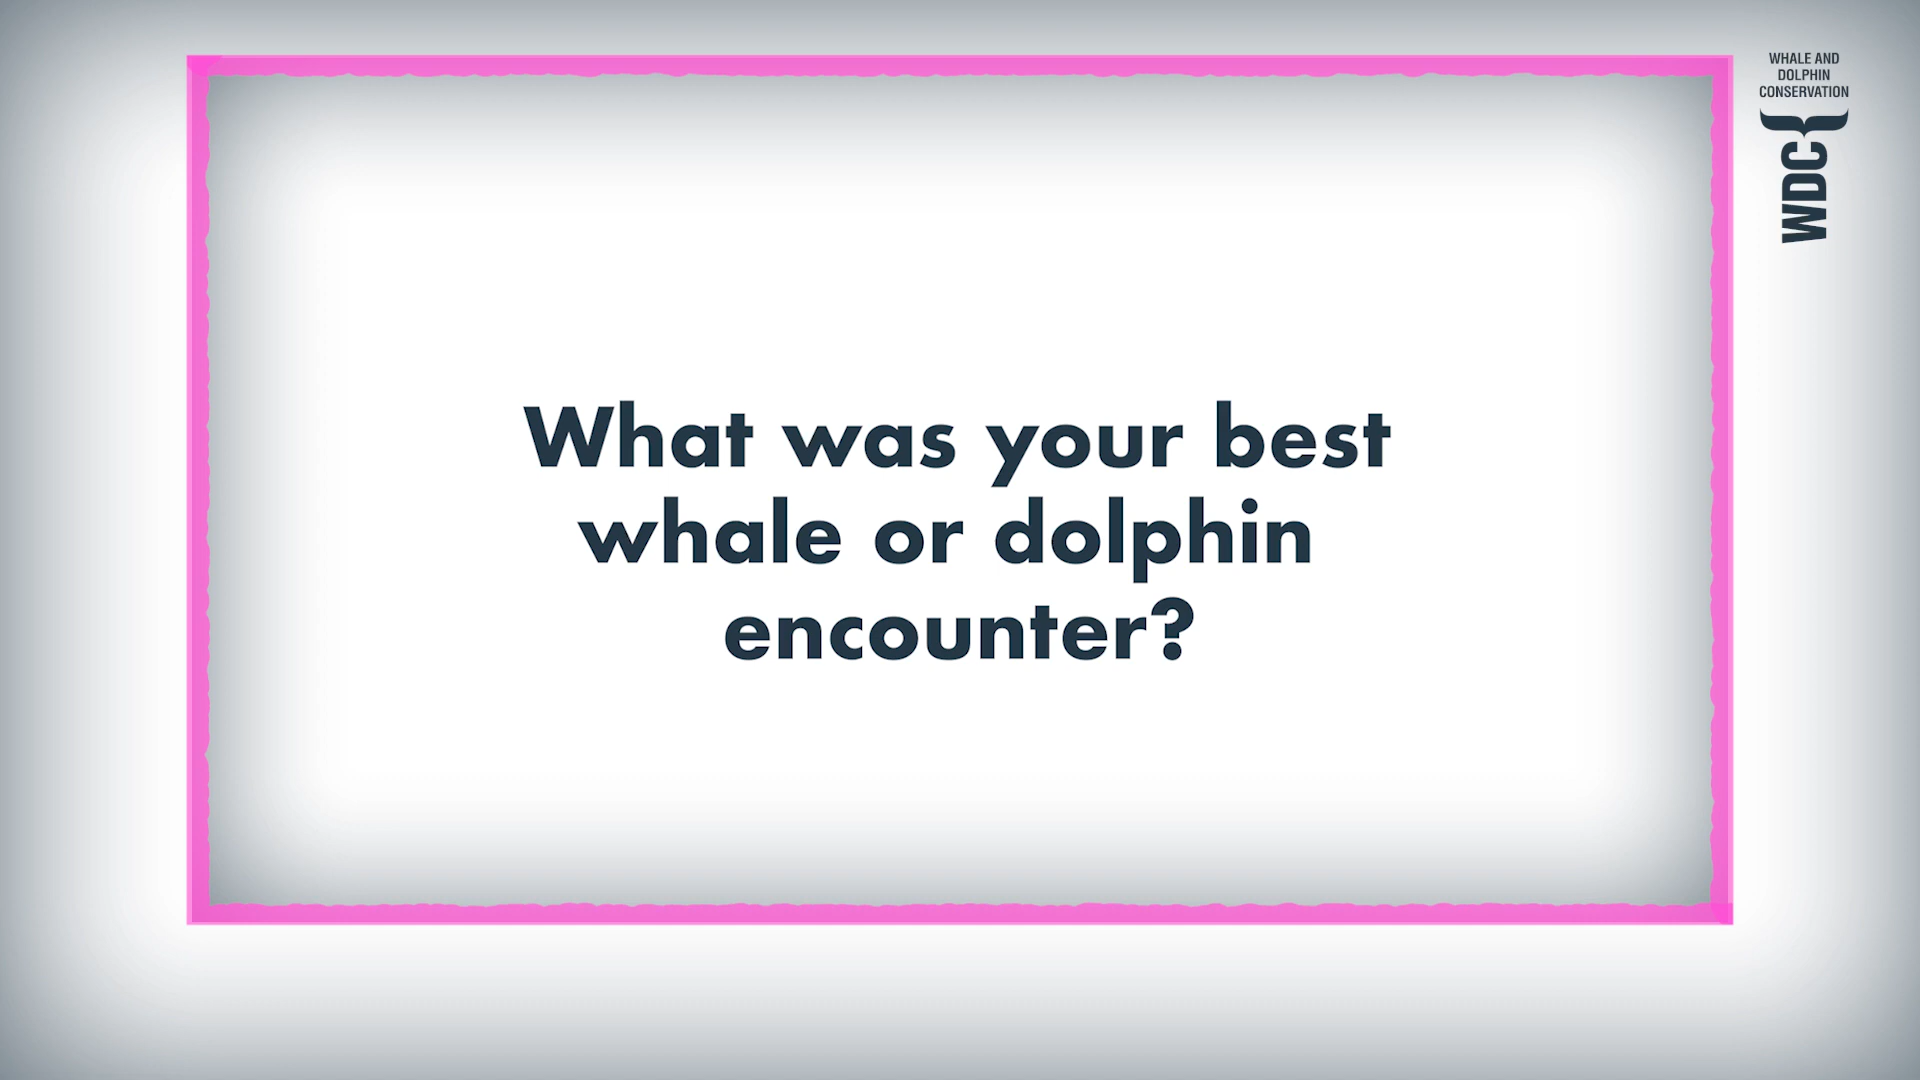 What was your best
whale or dolphin
encounter?
WHALE AND
DOLPHIN
CONSERVATION
WDC